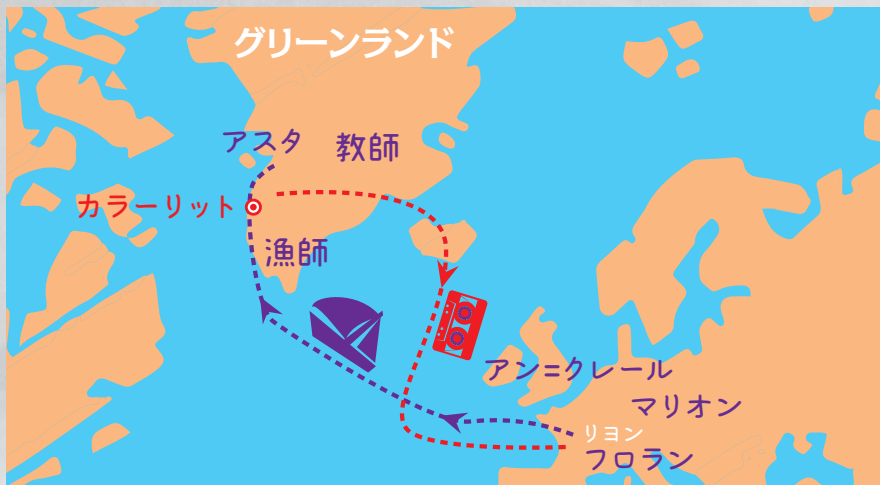 グリーンランド
アスタ 教師
カラーリット
漁師
アン=クレール
マリオン
リヨン
フロラン